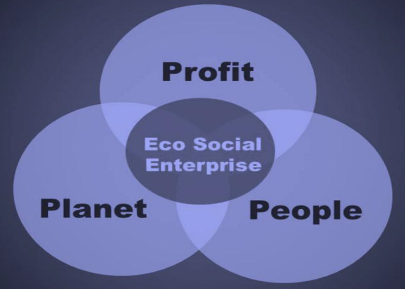 Profit
Eco Social
Enterprise
Planet
People